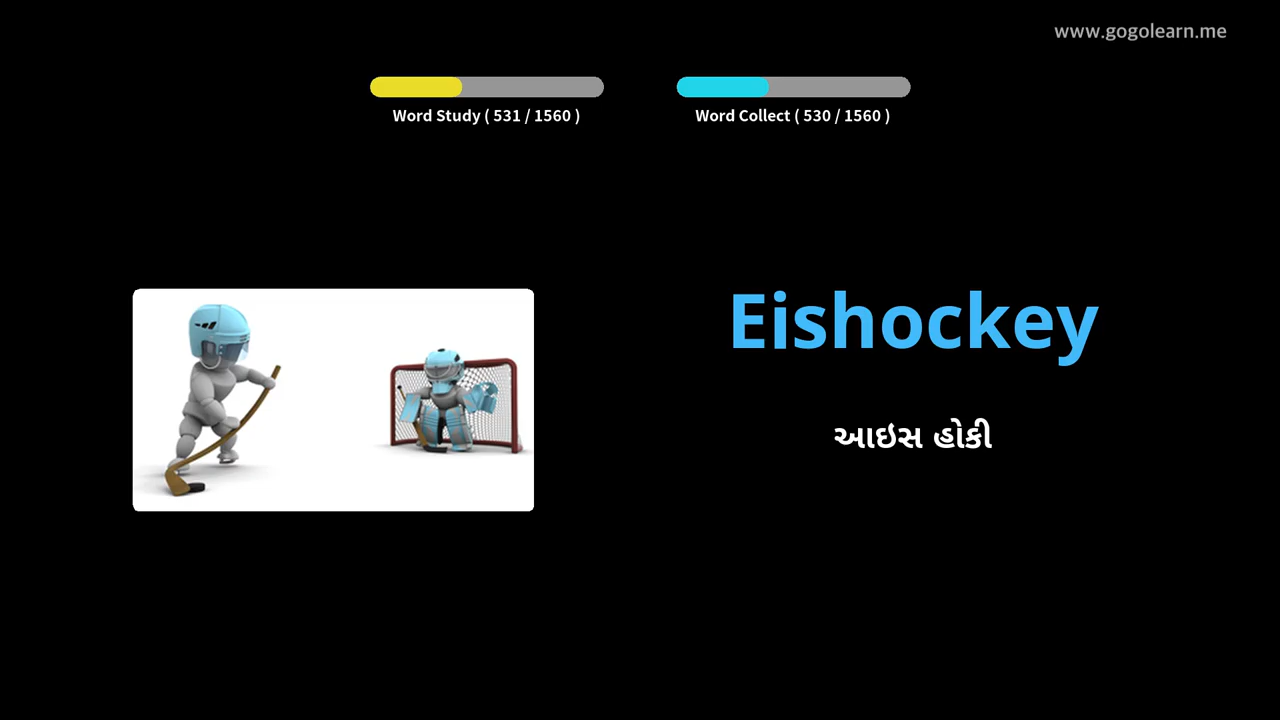 www.gogolearn.me
Word Study ( 531 / 1560 )
Word Collect ( 530 / 1560 )
Eishockey
આઇસ હોકી